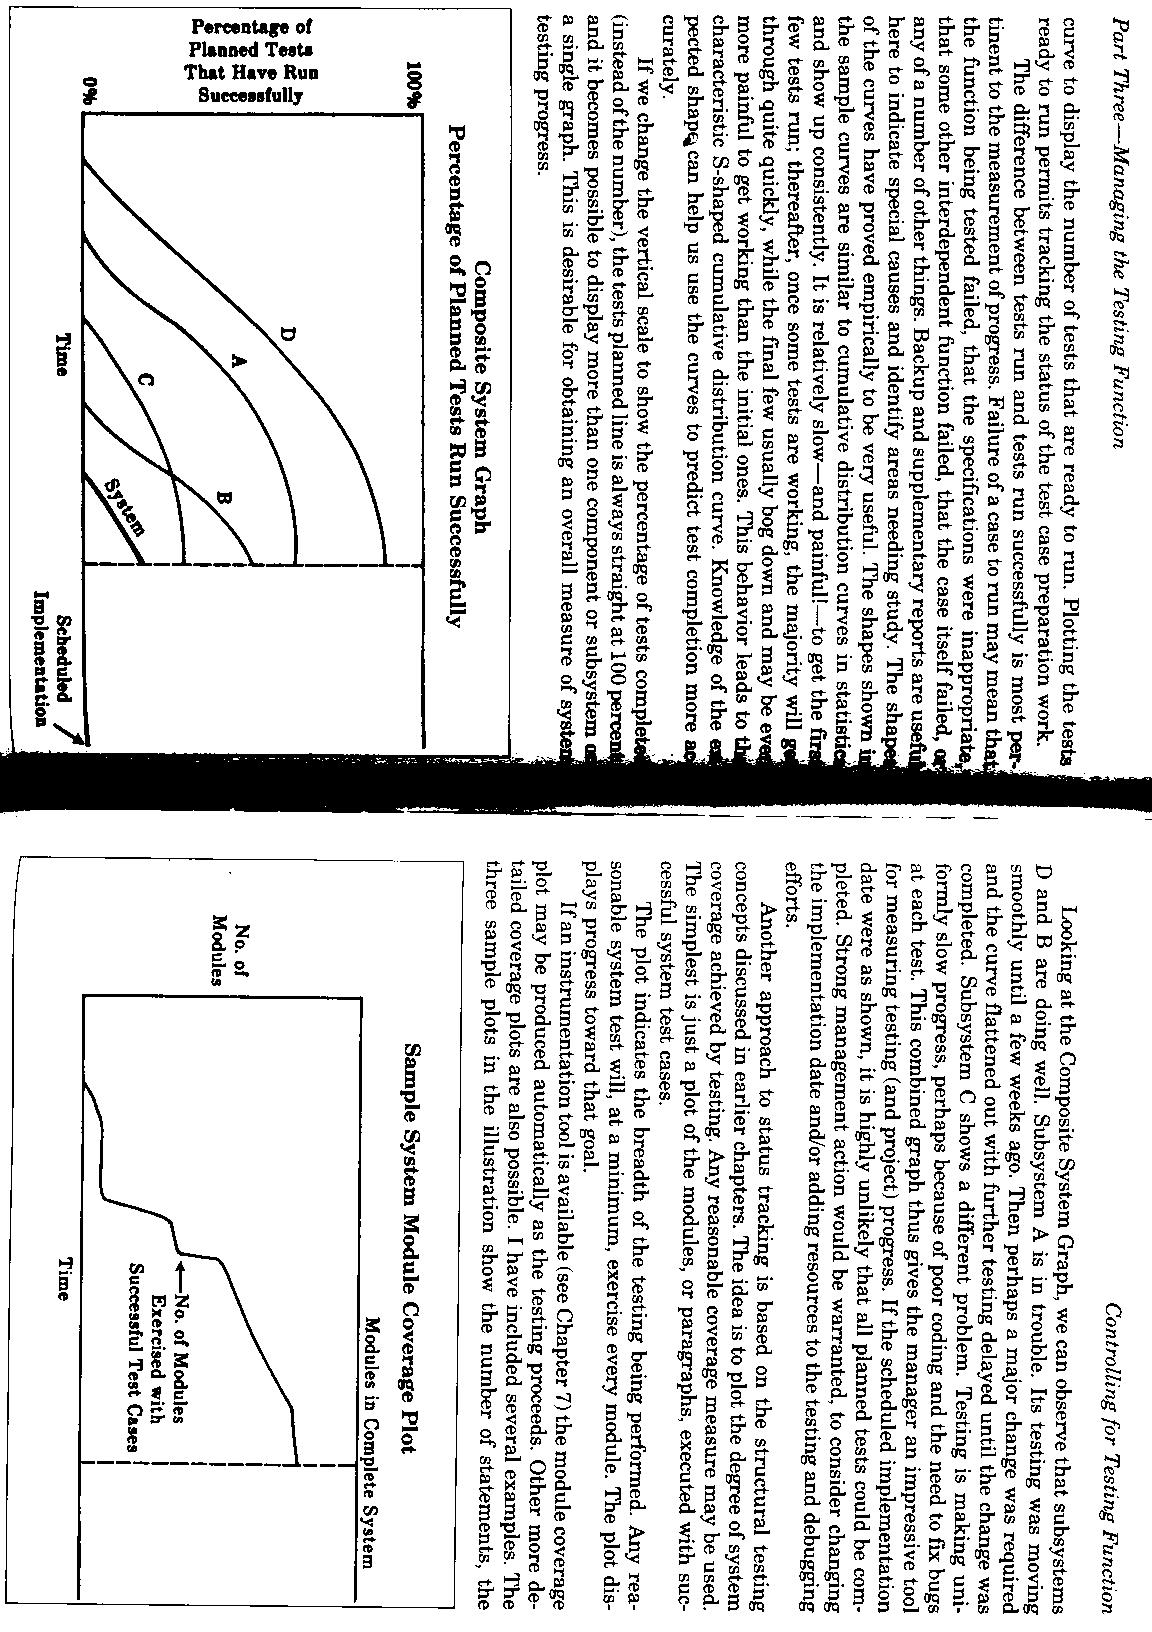 Part Three—Managing the Testing Function
curve to display the number of tests that are ready to run. Plotting the tests
ready to run permits tracking the status of the test case preparation work.
The difference between tests run and tests run successfully is most per-
tinent to the measurement of progress. Failure of a case to run may mean that
the function being tested failed, that the specifications were inappropriate,
that some other interdependent function failed, that the case itself failed, or
any of a number of other things. Backup and supplementary reports are useful
here to indicate special causes and identify areas needing study. The shapes
of the curves have proved empirically to be very useful. The shapes shown in
the sample curves are similar to cumulative distribution curves in statistics
and show up consistently. It is relatively slow—and painful!—to get the first
few tests run; thereafter, once some tests are working, the majority will go
through quite quickly, while the final few usually bog down and may be even
more painful to get working than the initial ones. This behavior leads to the
characteristic S-shaped cumulative distribution curve. Knowledge of the ex
pected shape can help us use the curves to predict test completion more ac
curately.
If we change the vertical scale to show the percentage of tests completed
(instead of the number), the tests planned line is always straight at 100 percent
and it becomes possible to display more than one component or subsystem on
a single graph. This is desirable for obtaining an overall measure of system
testing progress.
Composite System Graph
Percentage of Planned Tests Run Successfully
100%
Percentage of
Planned Tests
That Have Run
Successfully
0%
D
A
C
B
System
Time
Scheduled
Implementation
Controlling for Testing Function
Looking at the Composite System Graph, we can observe that subsystems
D and B are doing well. Subsystem A is in trouble. Its testing was moving
smoothly until a few weeks ago. Then perhaps a major change was required
and the curve flattened out with further testing delayed until the change was
completed. Subsystem C shows a different problem. Testing is making uni-
formly slow progress, perhaps because of poor coding and the need to fix bugs
at each test. This combined graph thus gives the manager an impressive tool
for measuring testing (and project) progress. If the scheduled implementation
date were as shown, it is highly unlikely that all planned tests could be com-
pleted. Strong management action would be warranted, to consider changing
the implementation date and/or adding resources to the testing and debugging
efforts.
Another approach to status tracking is based on the structural testing
concepts discussed in earlier chapters. The idea is to plot the degree of system
coverage achieved by testing. Any reasonable coverage measure may be used.
The simplest is just a plot of the modules, or paragraphs, executed with suc-
cessful system test cases.
The plot indicates the breadth of the testing being performed. Any rea-
sonable system test will, at a minimum, exercise every module. The plot dis-
plays progress toward that goal.
If an instrumentation tool is available (see Chapter 7) the module coverage
plot may be produced automatically as the testing proceeds. Other more de-
tailed coverage plots are also possible. I have included several examples. The
three sample plots in the illustration show the number of statements, the
Sample System Module Coverage Plot
Modules in Complete System
No. of
Modules
No. of Modules
Exercised with
Successful Test Cases
Time